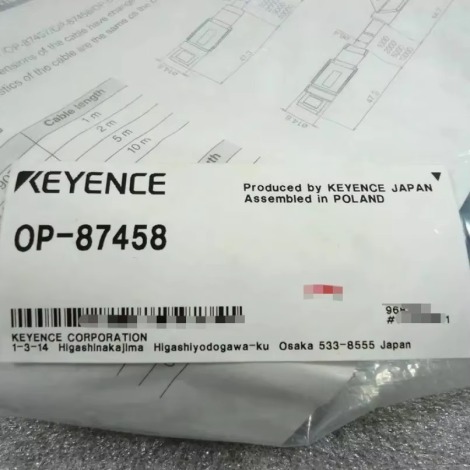 Cable length
1 m
2 m
5 m
10 m
KEYENCE
Produced by KEYENCE JAPAN
Assembled in POLAND
OP-87458
KEYENCE CORPORATION
1-3-14 Higashinakajima Higashiyodogawa-ku Osaka 533-8555 Japan